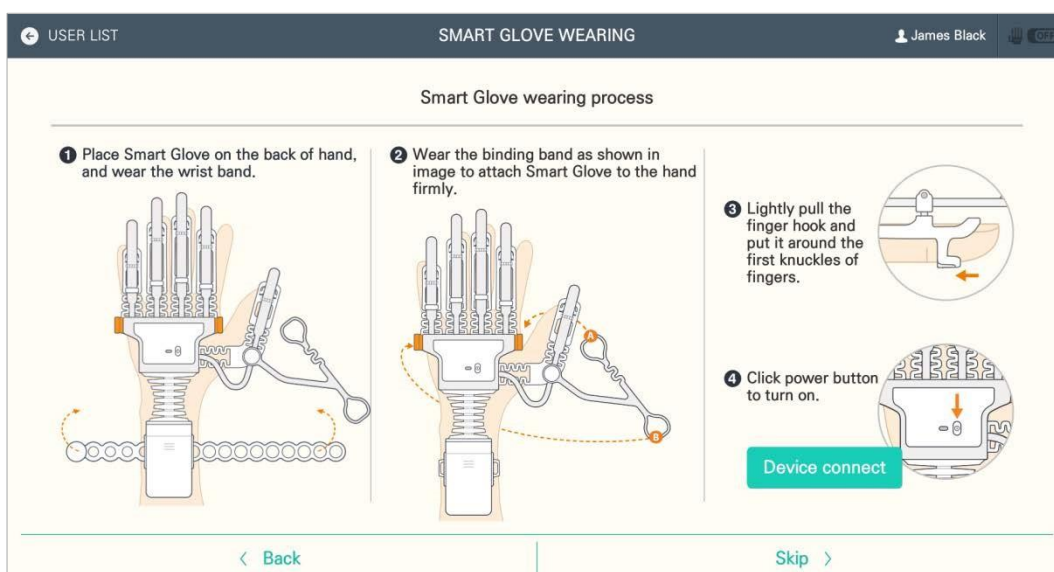 USER LIST
SMART GLOVE WEARING
James Black
OFF
Smart Glove wearing process
1 Place Smart Glove on the back of hand,
and wear the wrist band.
2 Wear the binding band as shown in
image to attach Smart Glove to the hand
firmly.
A
B
3 Lightly pull the
finger hook and
put it around the
first knuckles of
fingers.
4 Click power button
to turn on.
Device connect
< Back
Skip >